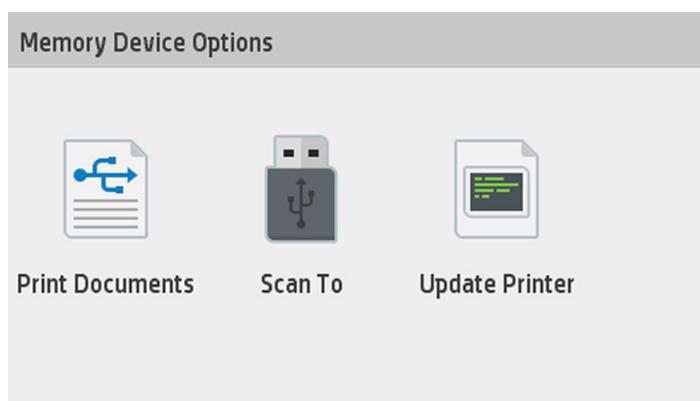 Memory Device Options
Print Documents
Scan To
Update Printer